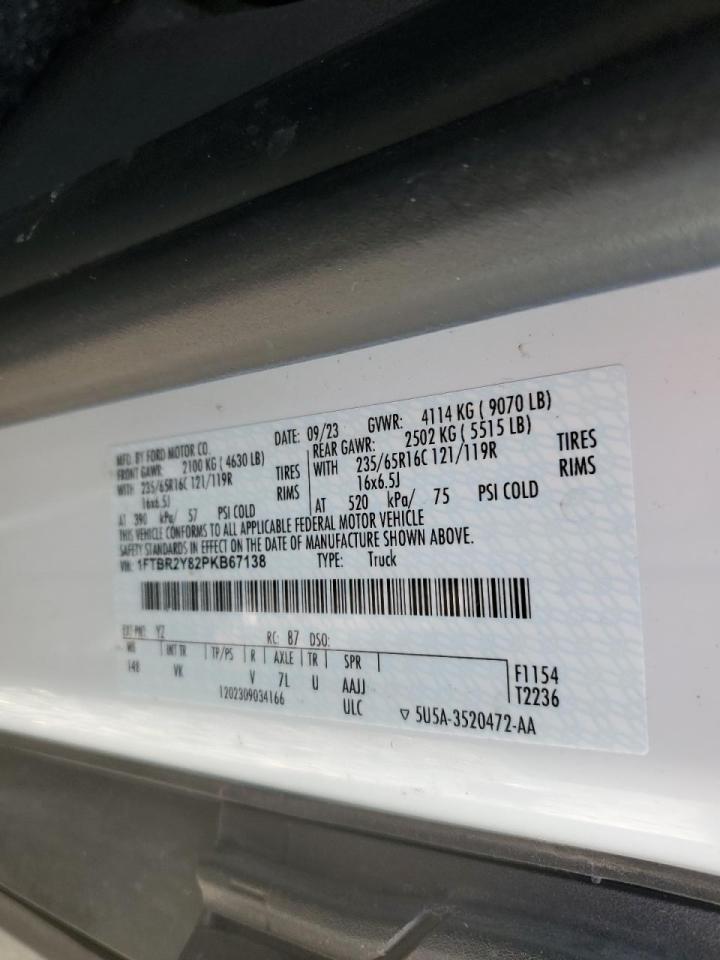 MFD. BY FORD MOTOR CO.
DATE: 09/23 GVWR: 4114 KG ( 9070 LB)
FRONT GAWR: 2100 KG ( 4630 LB)
WITH 235/65R16C 121/119R TIRES
16x6.5J RIMS
AT 390 kPa/ 57 PSI COLD
REAR GAWR: 2502 KG ( 5515 LB)
WITH 235/65R16C 121/119R TIRES
16x6.5J RIMS
AT 520 kPa/ 75 PSI COLD
THIS VEHICLE CONFORMS TO ALL APPLICABLE FEDERAL MOTOR VEHICLE
SAFETY STANDARDS IN EFFECT ON THE DATE OF MANUFACTURE SHOWN ABOVE.
VIN: 1FTBR2Y82PKB67138 TYPE: Truck
EXT PNT: YZ RC: 87 DSO:
WB INT TR TP/PS R AXLE TR SPR
148 VK V 7L U AAJJ
1202309034166 ULC
F1154
T2236
▽ 5U5A-3520472-AA